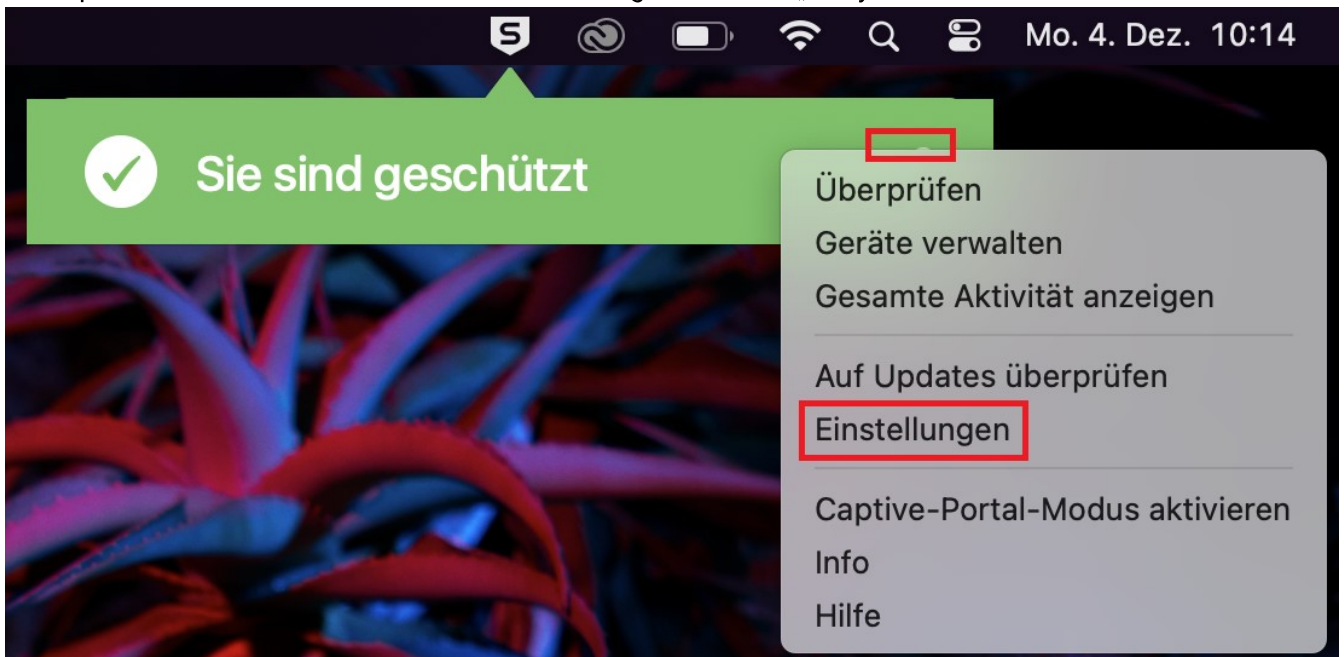 Mo. 4. Dez. 10:14
Sie sind geschützt
Überprüfen
Geräte verwalten
Gesamte Aktivität anzeigen
Auf Updates überprüfen
Einstellungen
Captive-Portal-Modus aktivieren
Info
Hilfe